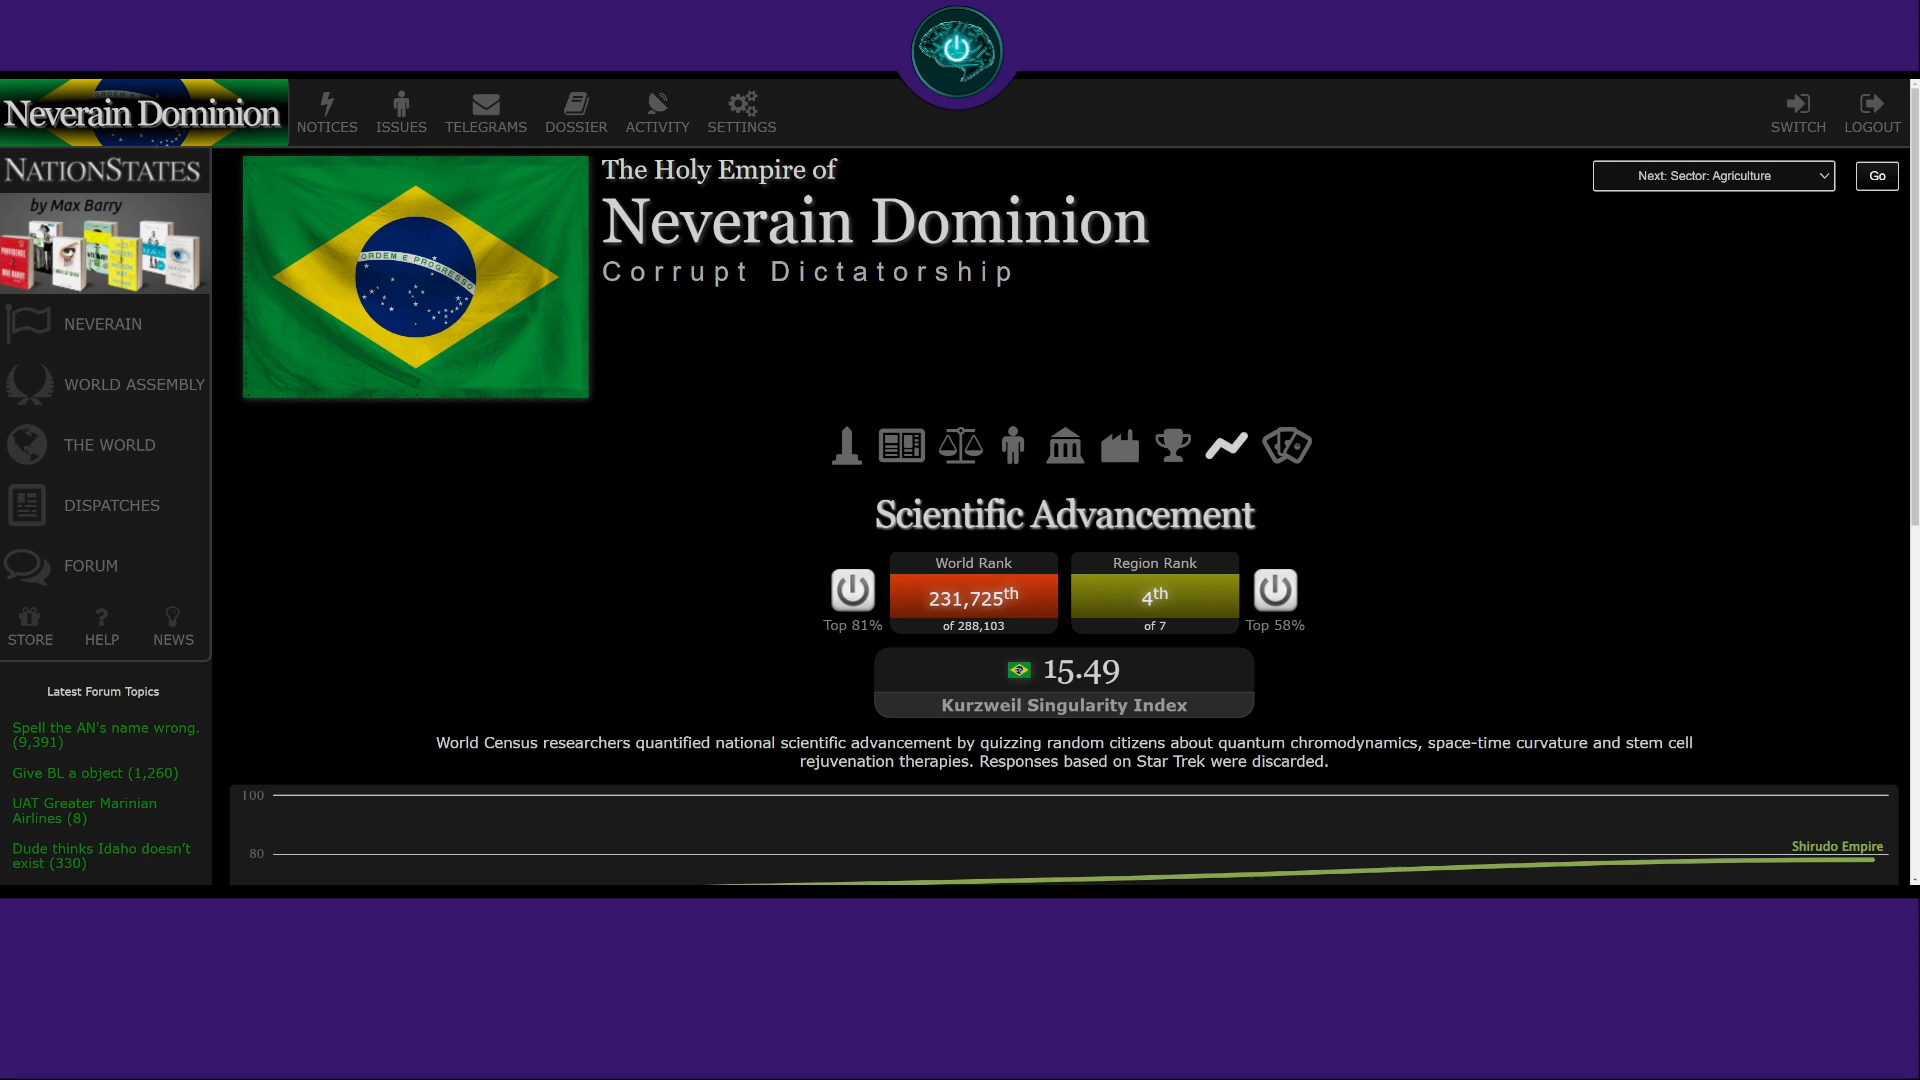 Neverain Dominion
NOTICES
ISSUES
TELEGRAMS
DOSSIER
ACTIVITY
SETTINGS
SWITCH
LOGOUT
NATIONSTATES
by Max Barry
NEVERAIN
WORLD ASSEMBLY
THE WORLD
DISPATCHES
FORUM
STORE
HELP
NEWS
Latest Forum Topics
Spell the AN's name wrong.
(9,391)
Give BL a object (1,260)
UAT Greater Marinian
Airlines (8)
Dude thinks Idaho doesn't
exist (330)
ORDEM E PROGRESSO
The Holy Empire of
Neverain Dominion
Corrupt Dictatorship
Next: Sector: Agriculture
Go
Scientific Advancement
World Rank
231,725th
of 288,103
Top 81%
Region Rank
4th
of 7
Top 58%
15.49
Kurzweil Singularity Index
World Census researchers quantified national scientific advancement by quizzing random citizens about quantum chromodynamics, space-time curvature and stem cell
rejuvenation therapies. Responses based on Star Trek were discarded.
100
80
Shirudo Empire